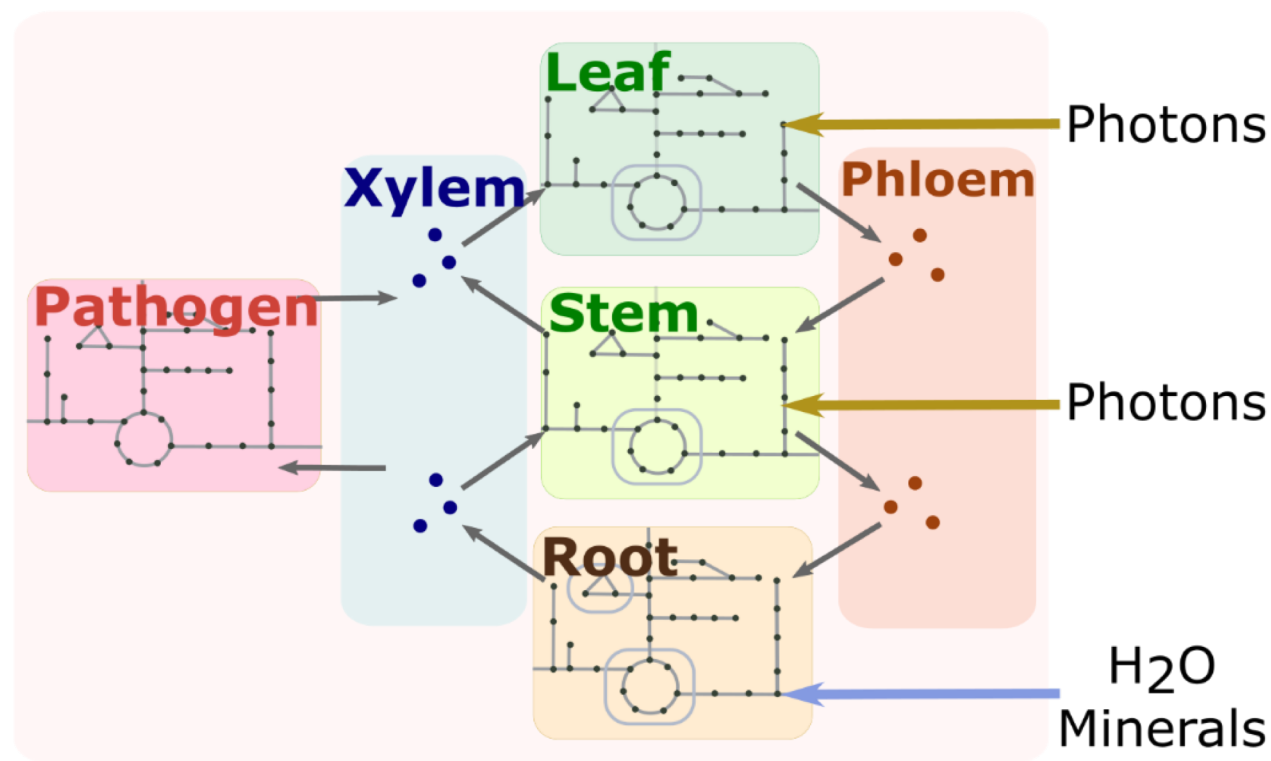 Leaf
Photons
Xylem
Phloem
Pathogen
Stem
Photons
Root
H2O
Minerals